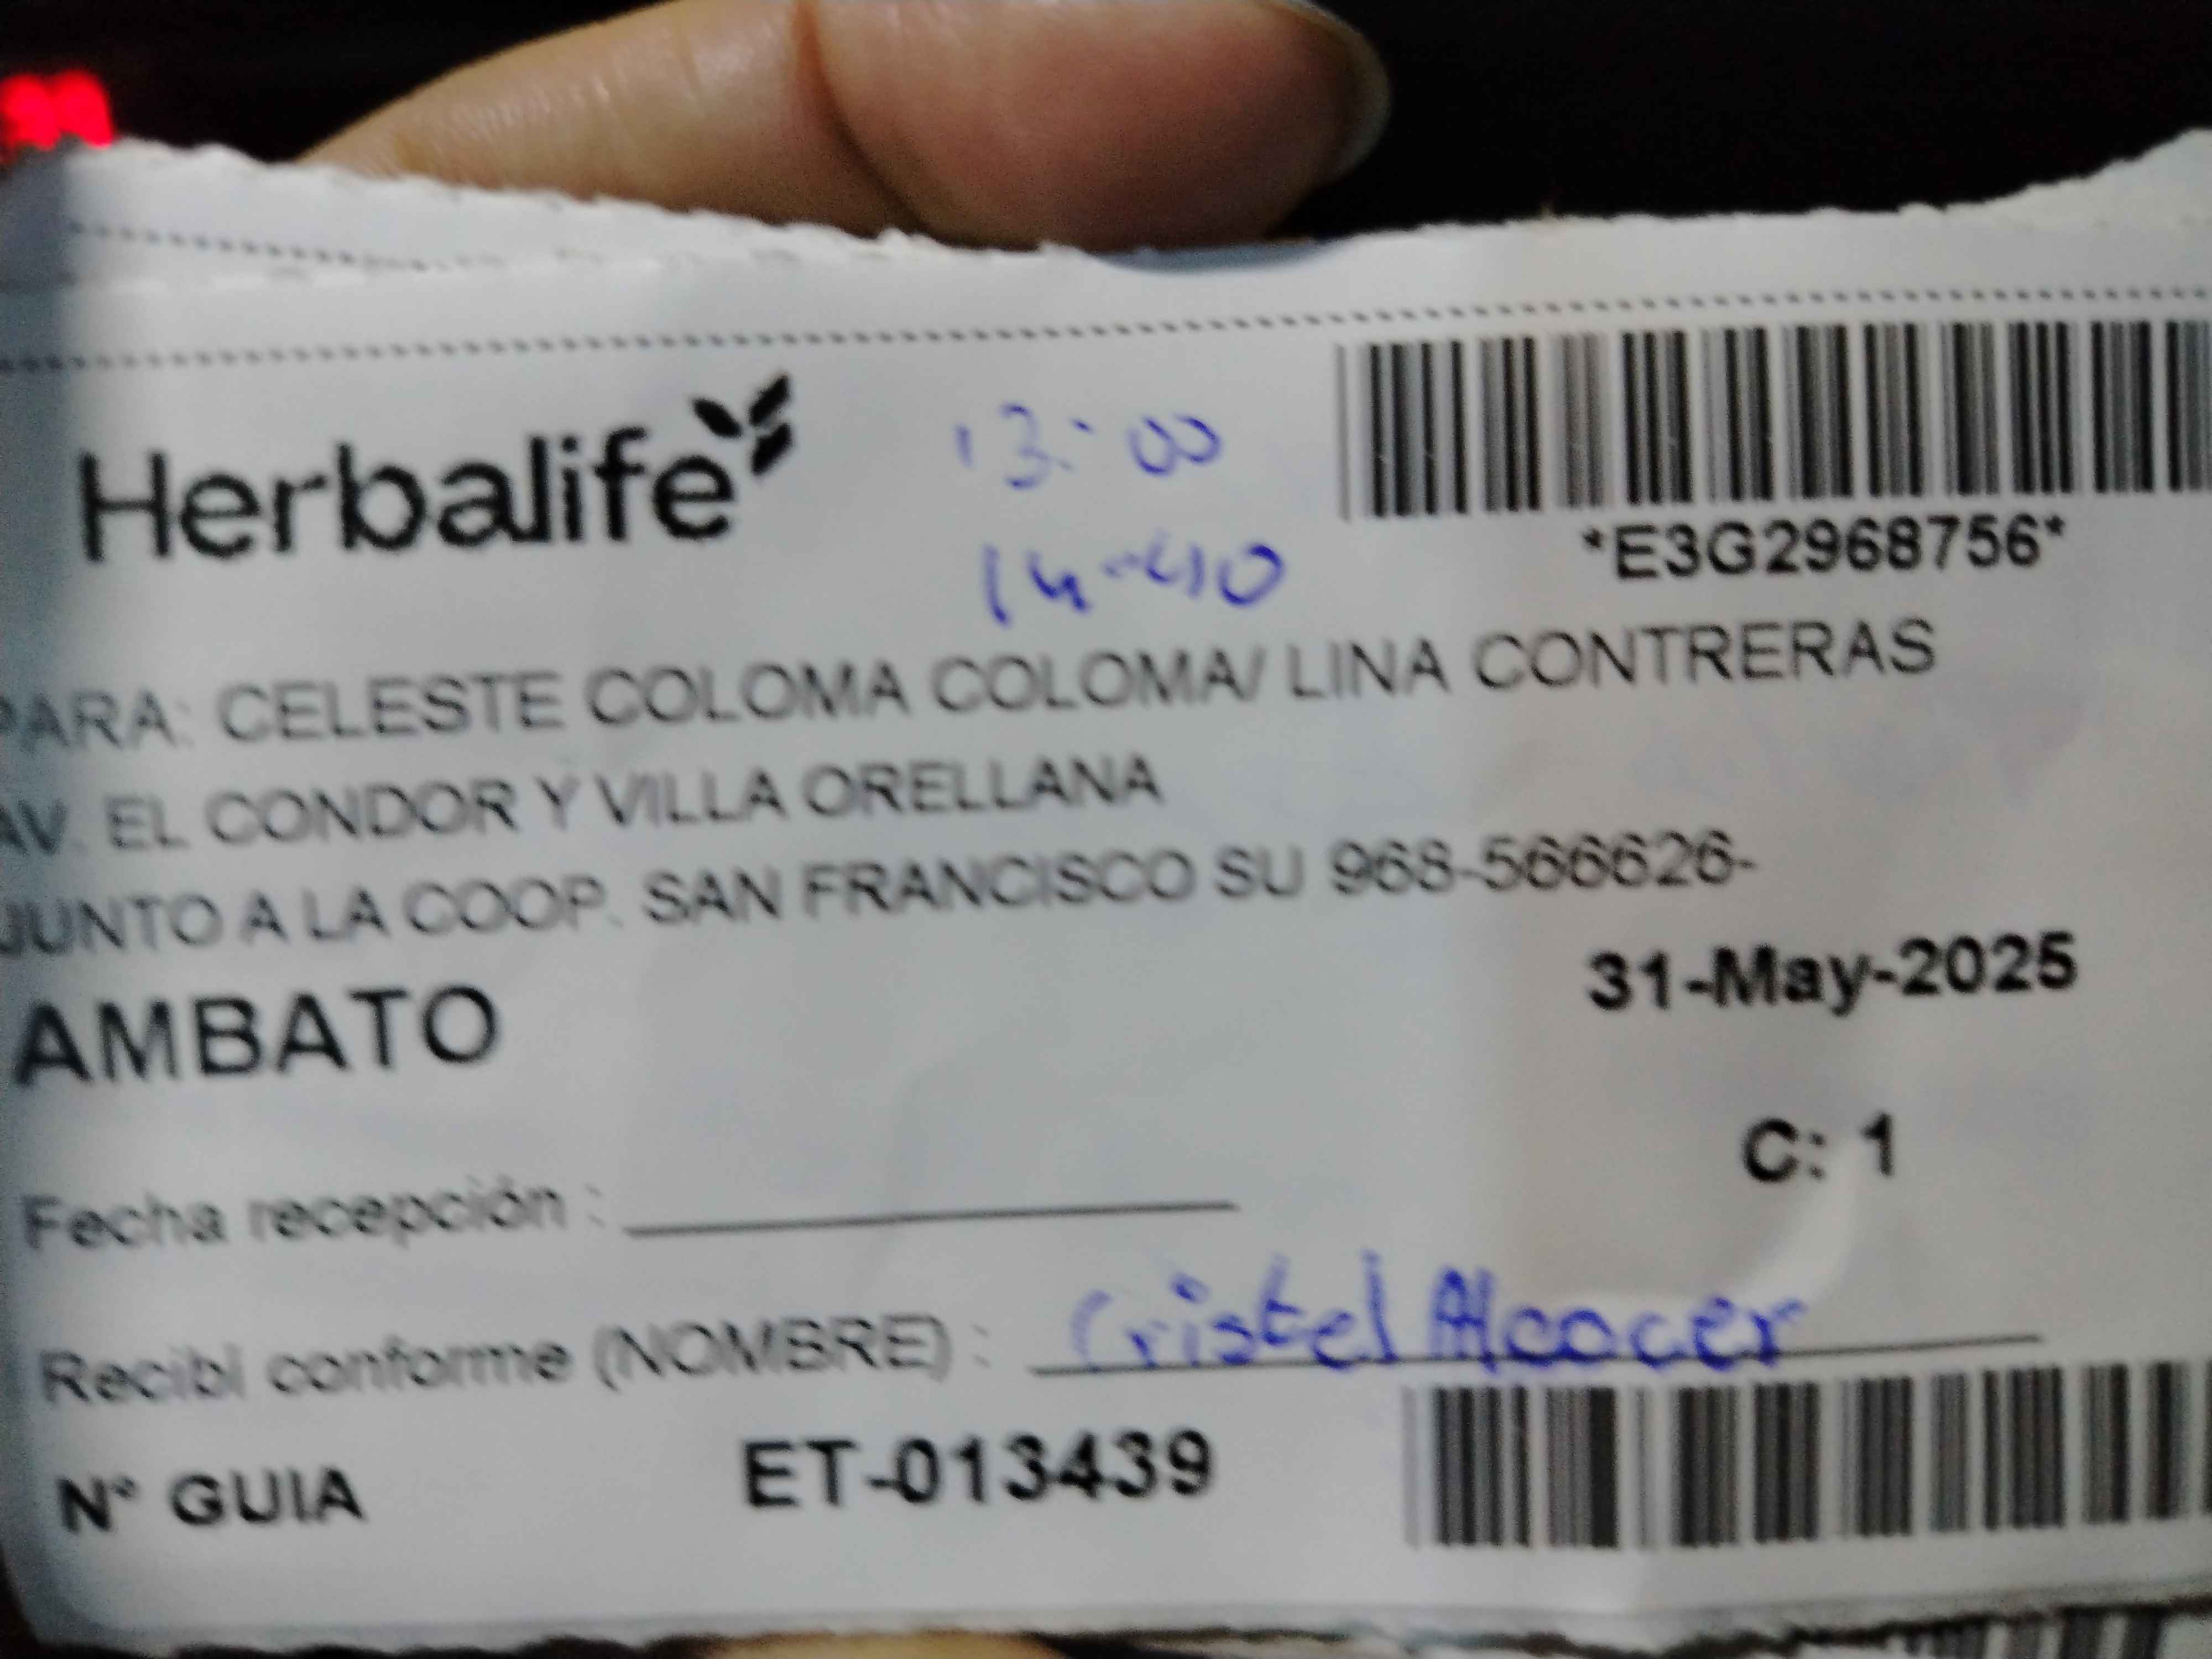 Herbalife
13:00
14-40
*E3G2968756*
PARA: CELESTE COLOMA COLOMA/ LINA CONTRERAS
AV. EL CONDOR Y VILLA ORELLANA
JUNTO A LA COOP. SAN FRANCISCO SU 968-566626-
AMBATO
31-May-2025
C: 1
Fecha recepción :
Recibí conforme (NOMBRE) : Cristel Alcocer
N° GUIA ET-013439